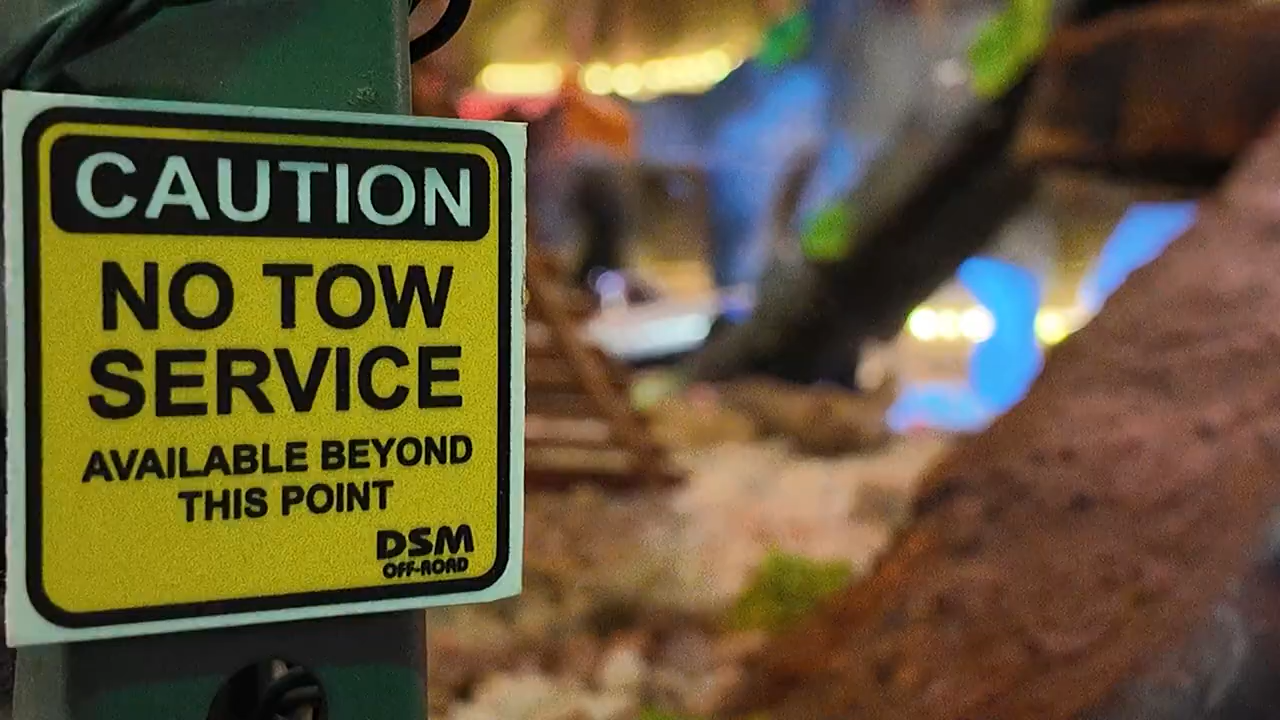 CAUTION
NO TOW
SERVICE
AVAILABLE BEYOND
THIS POINT
DSM
OFF-ROAD